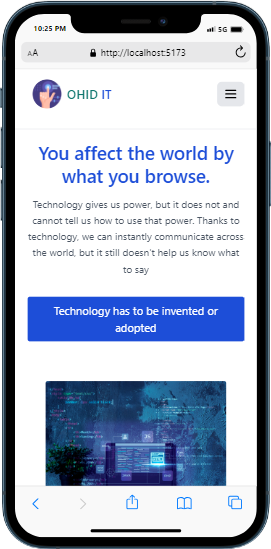 10:25 PM
5G
AA
http://localhost:5173
OHID IT
You affect the world by
what you browse.
Technology gives us power, but it does not and
cannot tell us how to use that power. Thanks to
technology, we can instantly communicate across
the world, but it still doesn't help us know what
to say
Technology has to be invented or
adopted